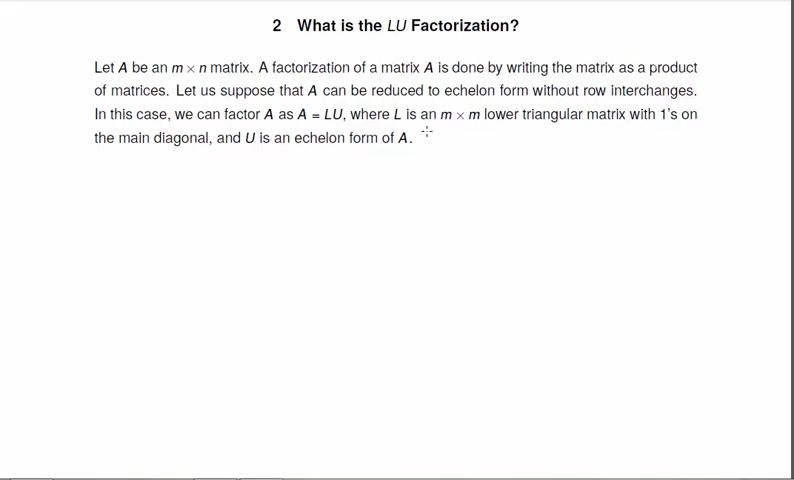 2 What is the LU Factorization?
Let A be an m × n matrix. A factorization of a matrix A is done by writing the matrix as a product
of matrices. Let us suppose that A can be reduced to echelon form without row interchanges.
In this case, we can factor A as A = LU, where L is an m × m lower triangular matrix with 1's on
the main diagonal, and U is an echelon form of A.